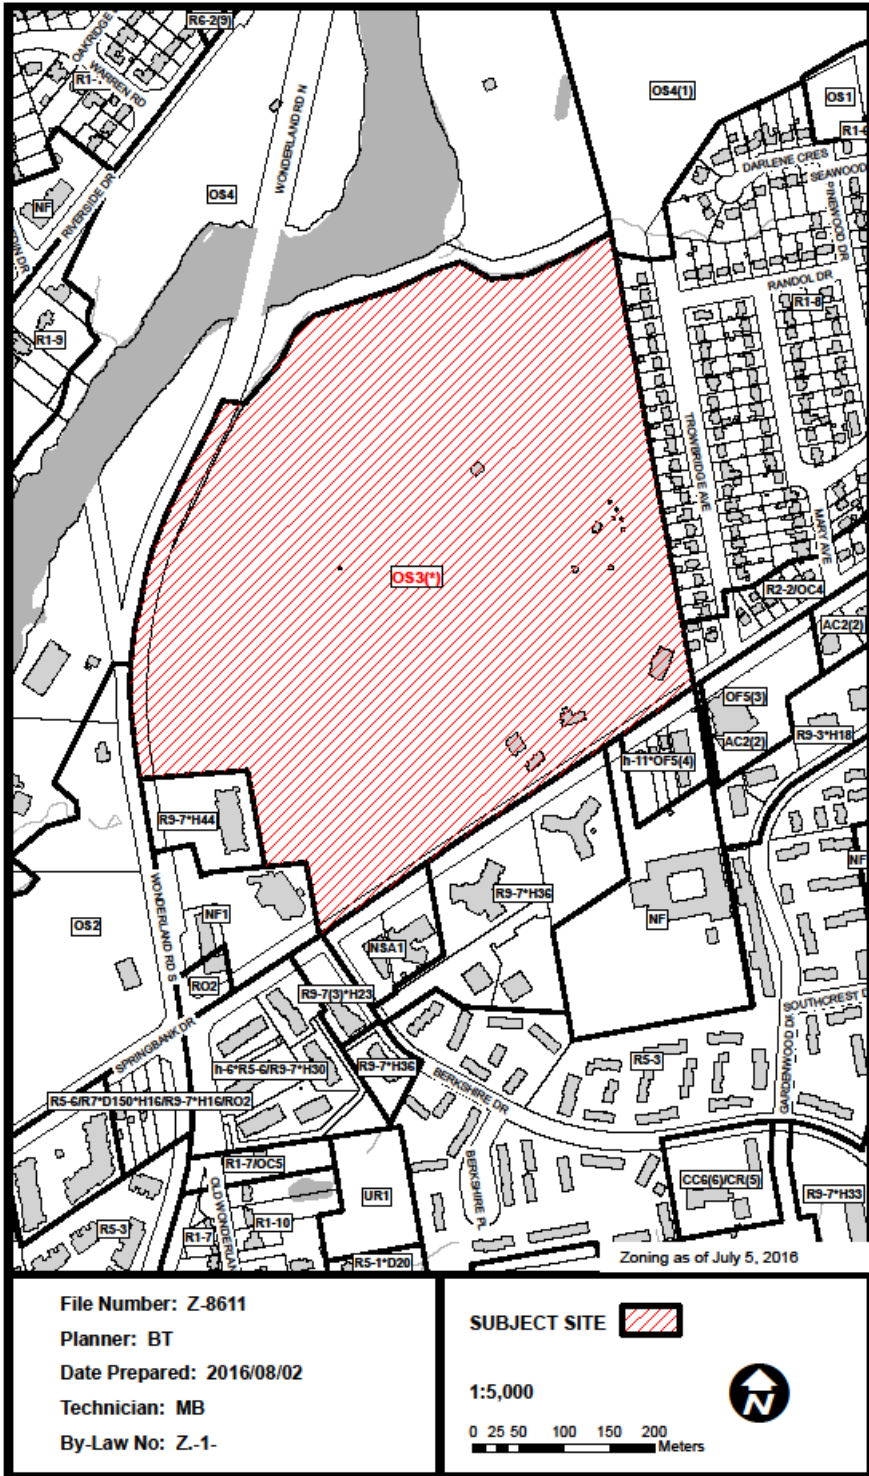 R6-2(9)
OAKRIDGE
WARREN RD
R1-
WONDERLAND RD N
OS4(1)
OS1
R1-6
DARLENE CRES
SEAWOOD
PINEWOOD DR
OS4
NF
RIVERSIDE DR
DIN DR
RANDOL DR
R1-8
R1-9
TROWBRIDGE AVE
MARY AVE
OS3(*)
R2-2/OC4
AC2(2)
OF5(3)
AC2(2)
R9-3*H18
h-11*OF5(4)
R9-7*H44
NF
R9-7*H36
NF
NF1
OS2
WONDERLAND RD S
NSA1
RO2
R9-7(3)*H23
SOUTHCREST D
SPRINGBANK DR
GARDENWOOD DR
R5-3
h-6*R5-6/R9-7*H30
R9-7*H36
BERKSHIRE DR
R5-6/R7*D150*H16/R9-7*H16/RO2
R1-7/OC5
BERKSHIRE PL
CC6(6)/CR(5)
R9-7*H33
UR1
OLD WONDERLAN
R1-10
R5-3
R1-7
R5-1*D20
Zoning as of July 5, 2016
File Number: Z-8611
Planner: BT
Date Prepared: 2016/08/02
Technician: MB
By-Law No: Z.-1-
SUBJECT SITE
1:5,000
N
0 25 50 100 150 200
Meters